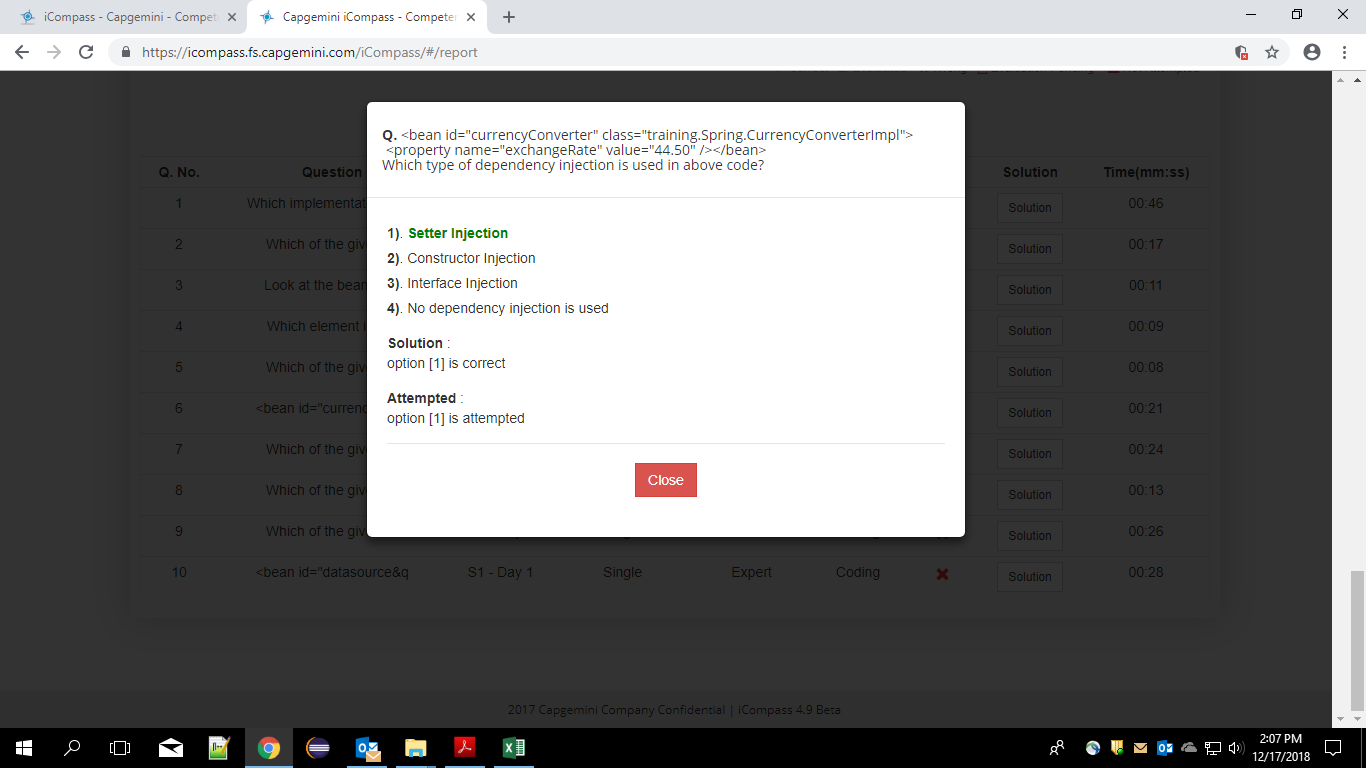 iCompass - Capgemini - Compet
Capgemini iCompass - Competen
https://icompass.fs.capgemini.com/iCompass/#/report
Q. <bean id="currencyConverter" class="training.Spring.CurrencyConverterImpl">
<property name="exchangeRate" value="44.50" /></bean>
Which type of dependency injection is used in above code?
1). Setter Injection
2). Constructor Injection
3). Interface Injection
4). No dependency injection is used
Solution :
option [1] is correct
Attempted :
option [1] is attempted
Close
Q. No. Question Solution Time(mm:ss)
1 Which implementat Solution 00:46
2 Which of the giv Solution 00:17
3 Look at the bean Solution 00:11
4 Which element i Solution 00:09
5 Which of the giv Solution 00:08
6 <bean id="currenc Solution 00:21
7 Which of the giv Solution 00:24
8 Which of the giv Solution 00:13
9 Which of the giv Solution 00:26
10 <bean id="datasource&q S1 - Day 1 Single Expert Coding Solution 00:28
2017 Capgemini Company Confidential | iCompass 4.9 Beta
2:07 PM
12/17/2018